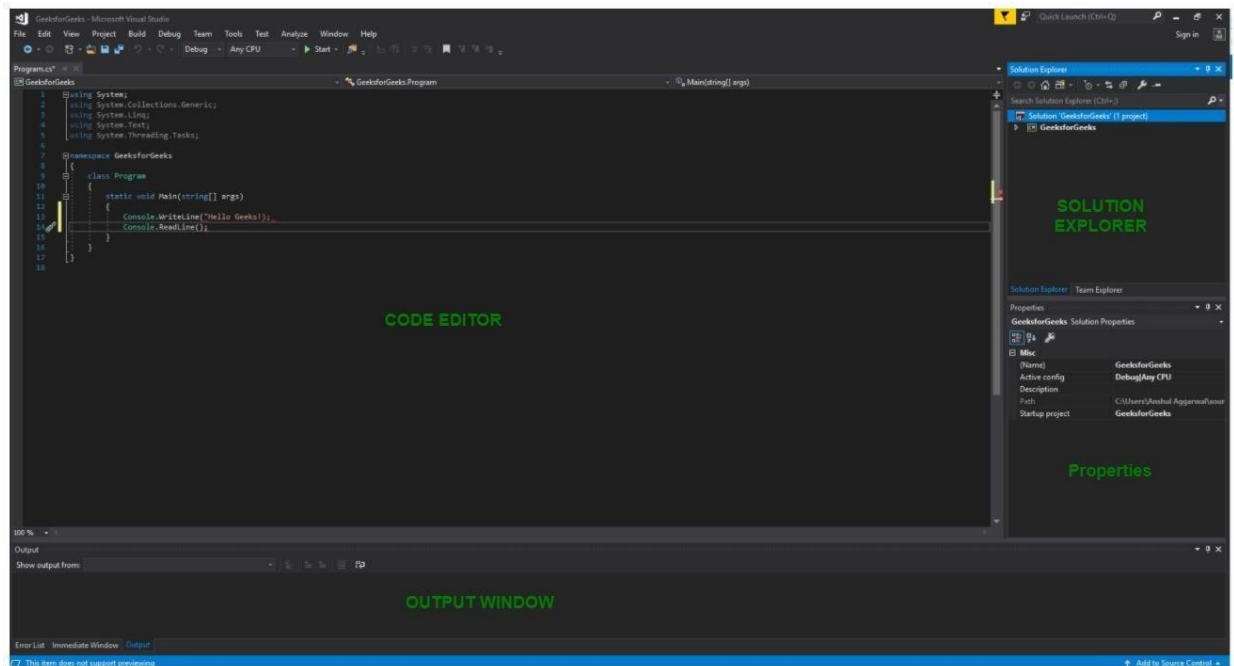 GeeksforGeeks - Microsoft Visual Studio
Quick Launch (Ctrl+Q)
File Edit View Project Build Debug Team Tools Test Analyze Window Help
Sign in
Debug Any CPU Start
Program.cs*
GeeksforGeeks GeeksforGeeks.Program Main(string[] args)
1 using System;
2 using System.Collections.Generic;
3 using System.Linq;
4 using System.Text;
5 using System.Threading.Tasks;
6
7 namespace GeeksforGeeks
8 {
9 class Program
10 {
11 static void Main(string[] args)
12 {
13 Console.WriteLine("Hello Geeks!);
14 Console.ReadLine();
15 }
16 }
17 }
18
CODE EDITOR
100 %
Solution Explorer
Search Solution Explorer (Ctrl+;)
Solution 'GeeksforGeeks' (1 project)
GeeksforGeeks
SOLUTION
EXPLORER
Solution Explorer Team Explorer
Properties
GeeksforGeeks Solution Properties
Misc
(Name) GeeksforGeeks
Active config Debug|Any CPU
Description
Path C:\Users\Anshul Aggarwal\sour
Startup project GeeksforGeeks
Properties
Output
Show output from:
OUTPUT WINDOW
Error List Immediate Window Output
This item does not support previewing
Add to Source Control